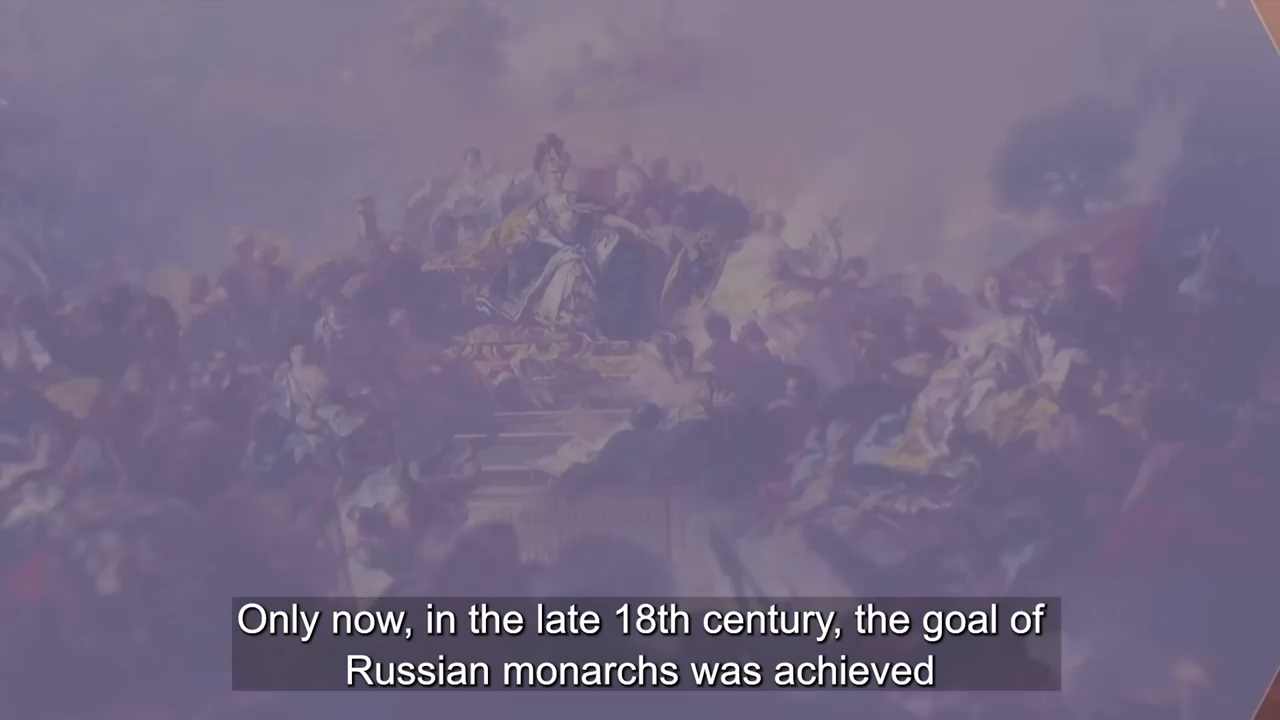 Only now, in the late 18th century, the goal of
Russian monarchs was achieved